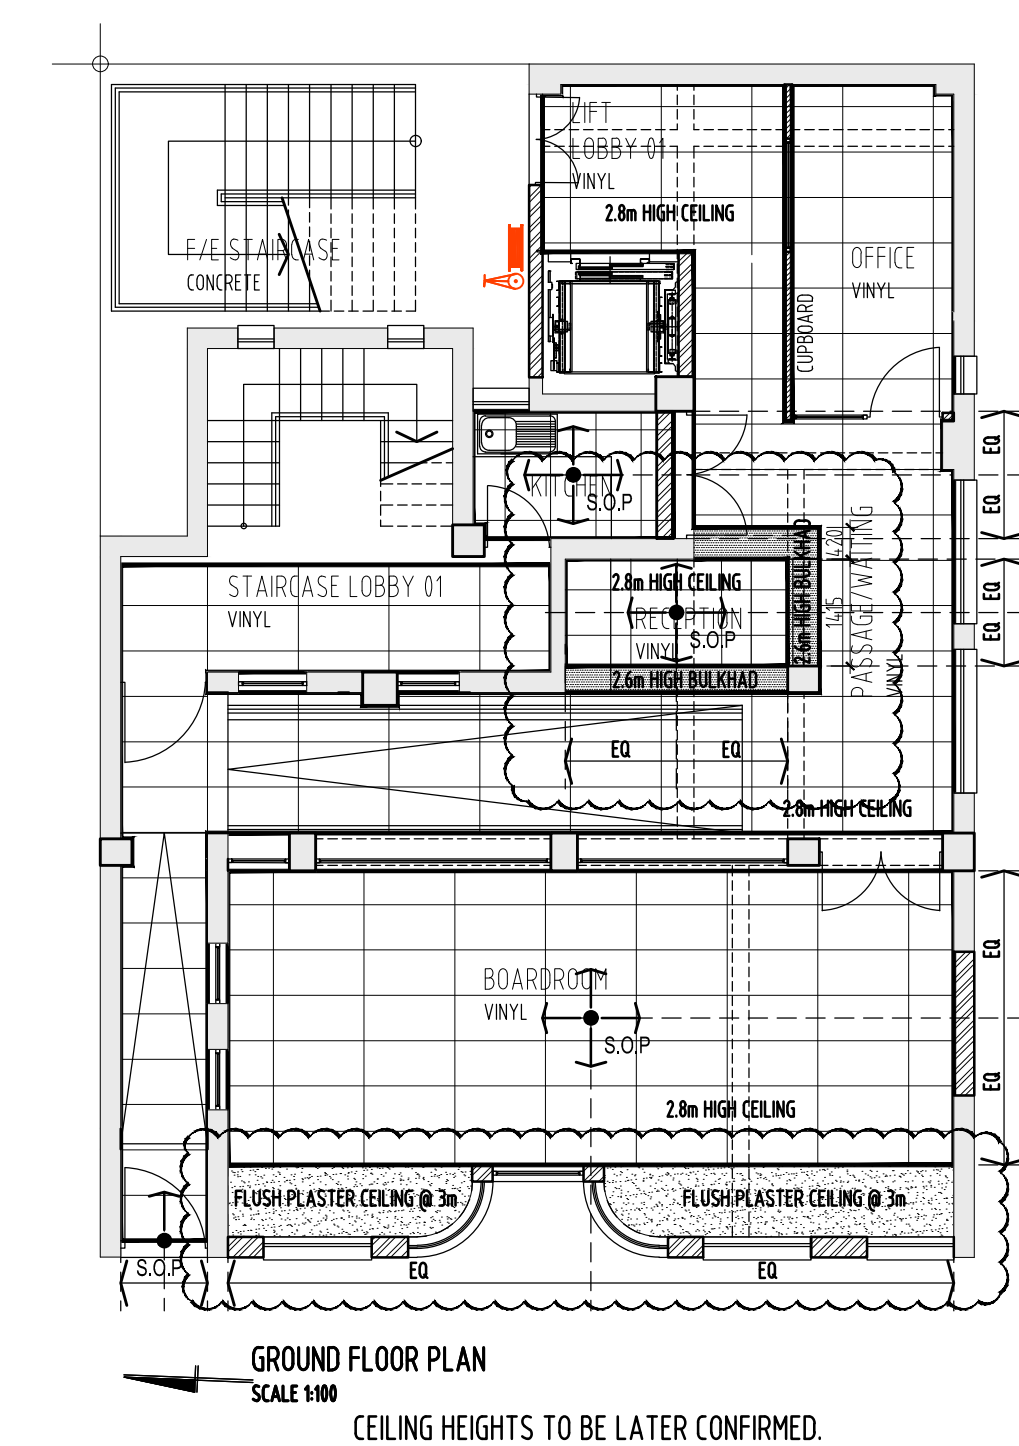 LIFT
LOBBY 01
VINYL
2.8m HIGH CEILING
F/E STAIRCASE
CONCRETE
OFFICE
VINYL
CUPBOARD
EQ
EQ
KITCHEN
S.O.P
STAIRCASE LOBBY 01
VINYL
2.8m HIGH CEILING
RECEPTION
VINYL
S.O.P
2.6m HIGH BULKHAD
2.6m HIGH BULKHAD
420
1415
PASSAGE/WAITING
VINYL
EQ
EQ
EQ
EQ
2.8m HIGH CEILING
BOARDROOM
VINYL
S.O.P
EQ
EQ
2.8m HIGH CEILING
FLUSH PLASTER CEILING @ 3m
FLUSH PLASTER CEILING @ 3m
S.O.P
EQ
EQ
GROUND FLOOR PLAN
SCALE 1:100
CEILING HEIGHTS TO BE LATER CONFIRMED.